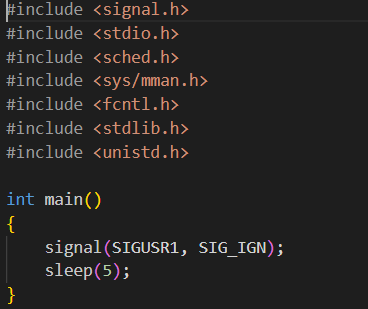 #include <signal.h>
#include <stdio.h>
#include <sched.h>
#include <sys/mman.h>
#include <fcntl.h>
#include <stdlib.h>
#include <unistd.h>

int main()
{
    signal(SIGUSR1, SIG_IGN);
    sleep(5);
}